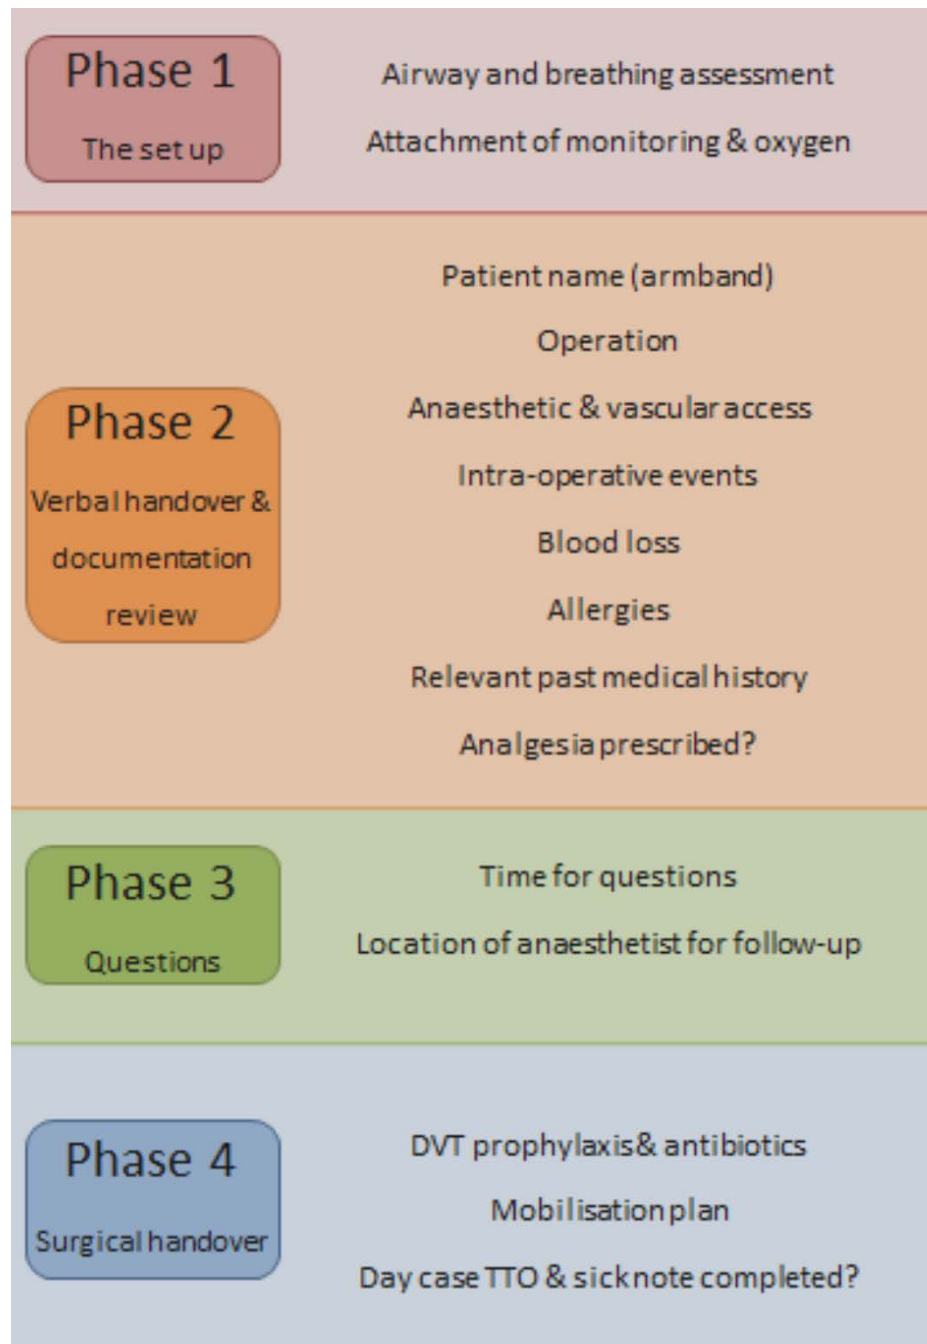 Phase 1
The set up
Airway and breathing assessment
Attachment of monitoring & oxygen
Phase 2
Verbal handover &
documentation
review
Patient name (armband)
Operation
Anaesthetic & vascular access
Intra-operative events
Blood loss
Allergies
Relevant past medical history
Analgesia prescribed?
Phase 3
Questions
Time for questions
Location of anaesthetist for follow-up
Phase 4
Surgical handover
DVT prophylaxis & antibiotics
Mobilisation plan
Day case TTO & sick note completed?